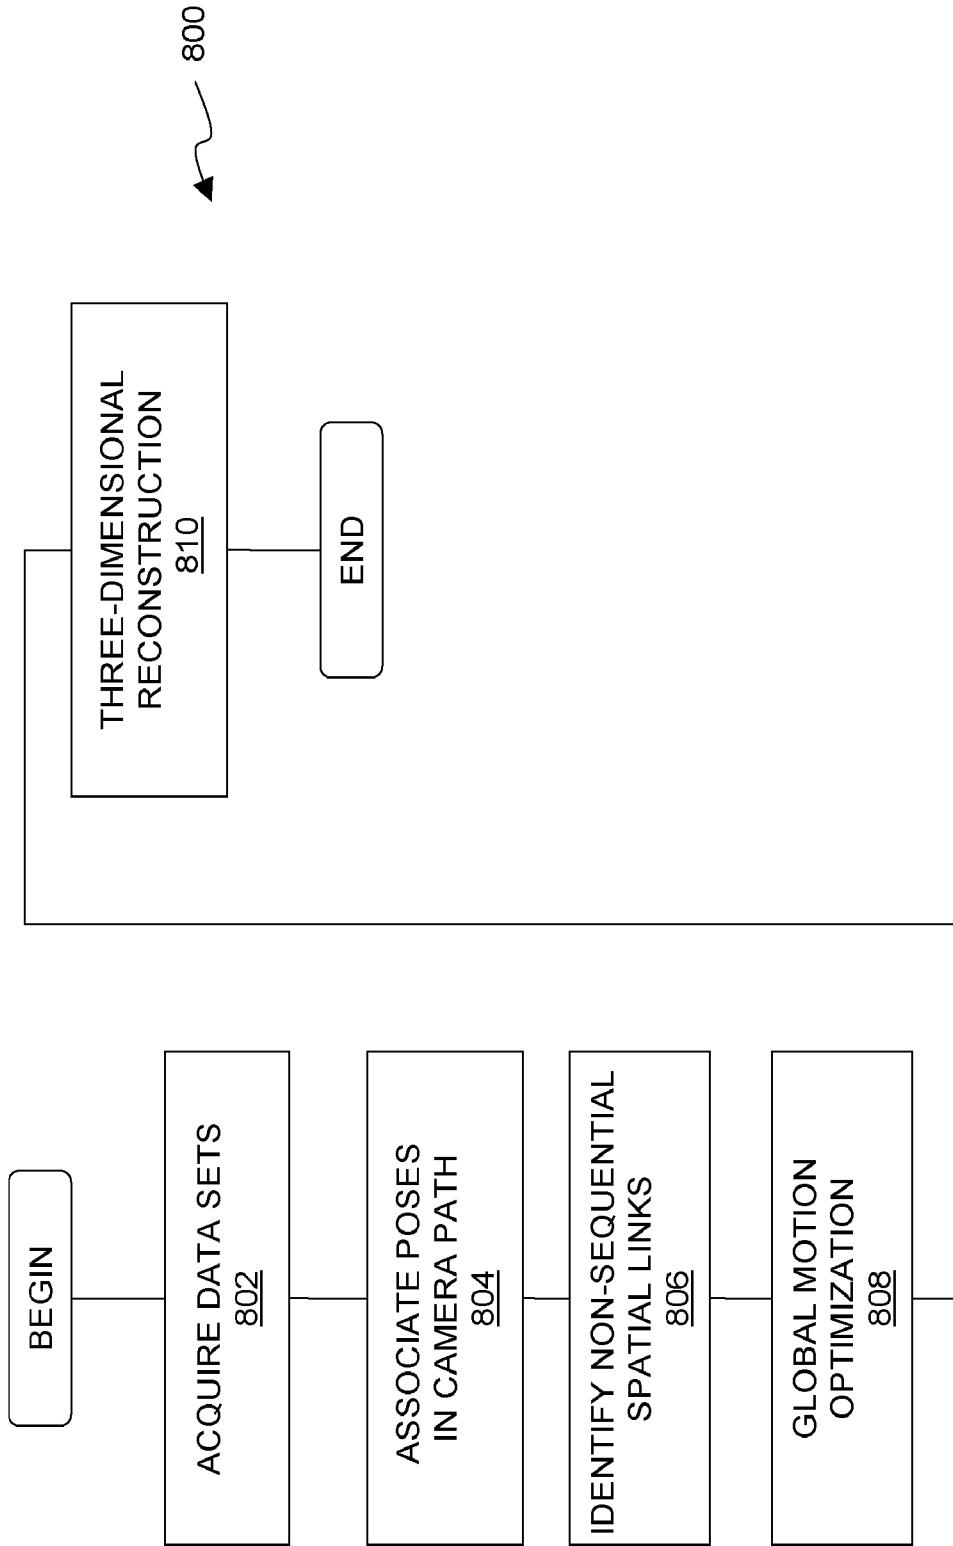 BEGIN
ACQUIRE DATA SETS
802
ASSOCIATE POSES
IN CAMERA PATH
804
IDENTIFY NON-SEQUENTIAL
SPATIAL LINKS
806
GLOBAL MOTION
OPTIMIZATION
808
THREE-DIMENSIONAL
RECONSTRUCTION
810
END
800